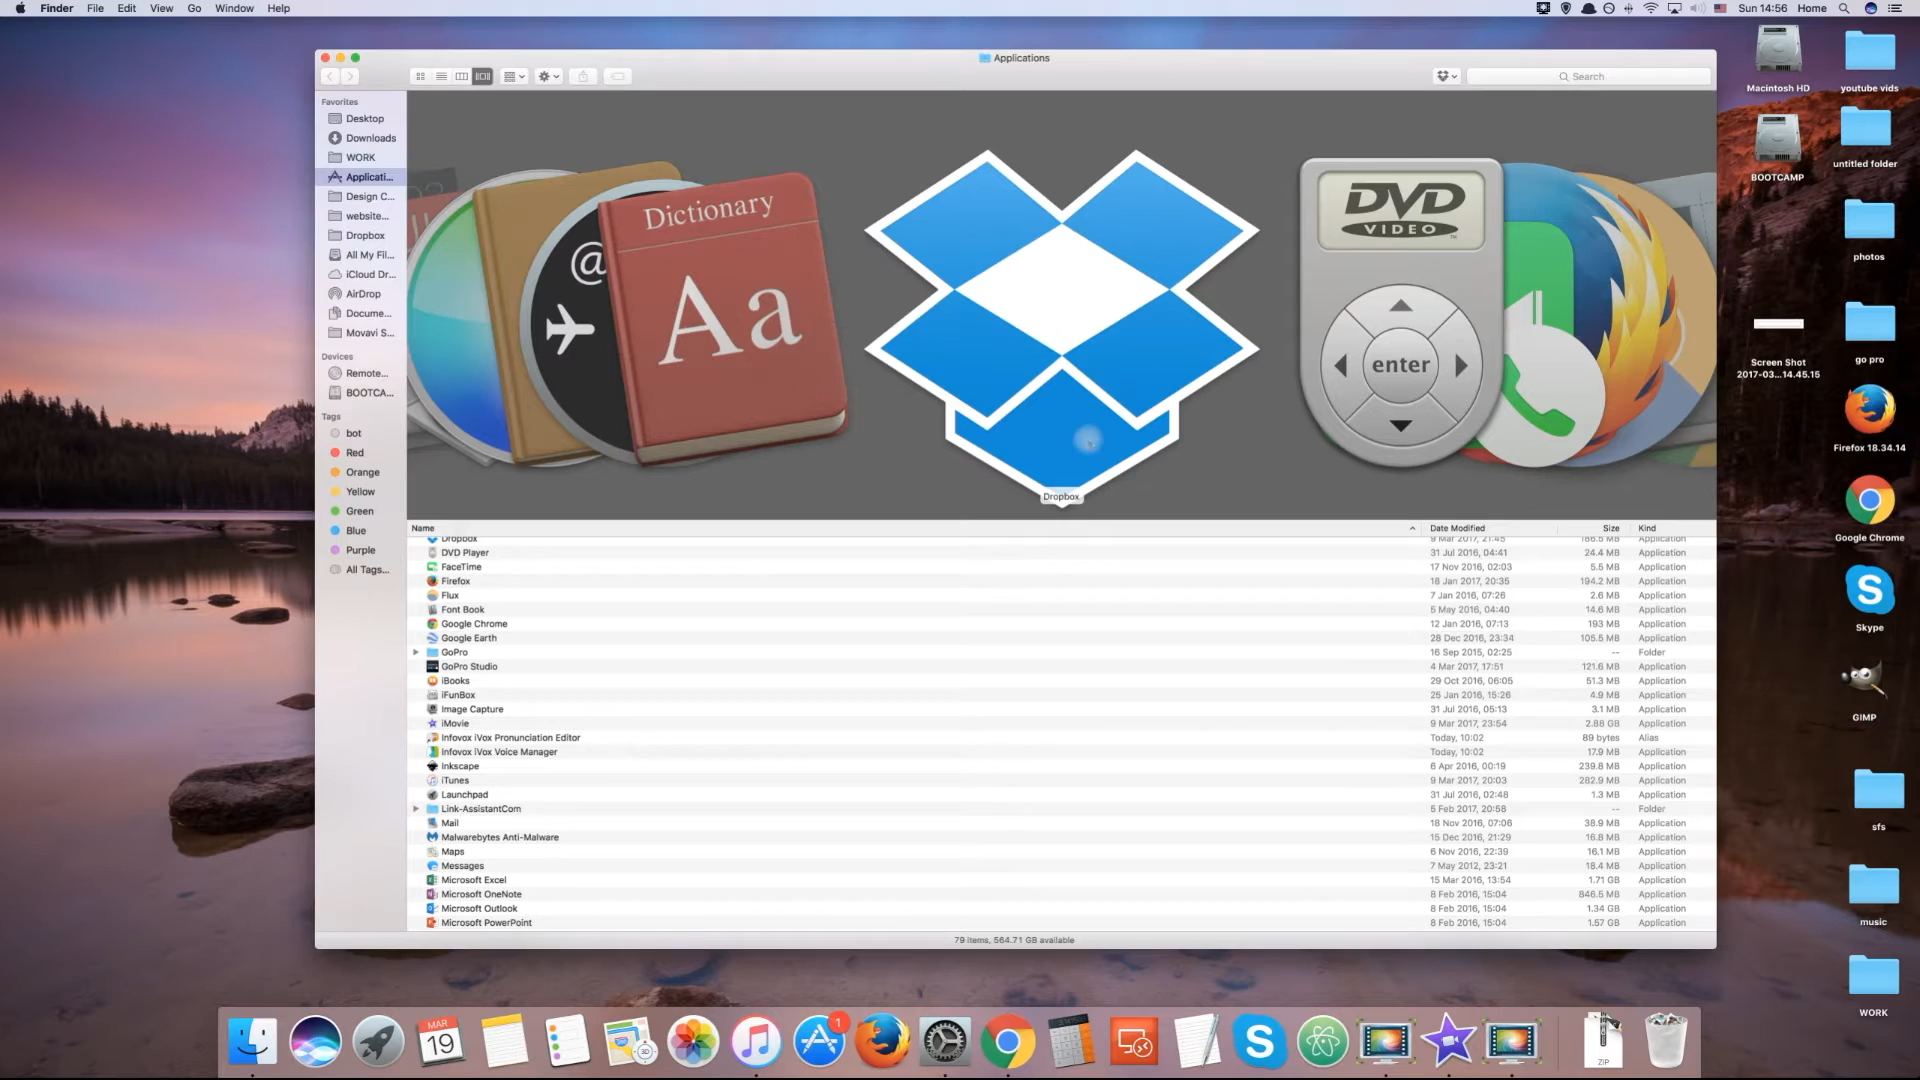 Finder File Edit View Go Window Help
Sun 14:56 Home
Applications
Search
Favorites
Desktop
Downloads
WORK
Applicati...
Design C...
website...
Dropbox
All My Fil...
iCloud Dr...
AirDrop
Docume...
Movavi S...
Devices
Remote...
BOOTCA...
Tags
bot
Red
Orange
Yellow
Green
Blue
Purple
All Tags...
@
Dictionary
Aa
DVD
VIDEO
enter
Dropbox
Name Date Modified Size Kind
Dropbox 9 Mar 2017, 21:45 186.5 MB Application
DVD Player 31 Jul 2016, 04:41 24.4 MB Application
FaceTime 17 Nov 2016, 02:03 5.5 MB Application
Firefox 18 Jan 2017, 20:35 194.2 MB Application
Flux 7 Jan 2016, 07:26 2.6 MB Application
Font Book 5 May 2016, 04:40 14.6 MB Application
Google Chrome 12 Jan 2016, 07:13 193 MB Application
Google Earth 28 Dec 2016, 23:34 105.5 MB Application
GoPro 16 Sep 2015, 02:25 -- Folder
GoPro Studio 4 Mar 2017, 17:51 121.6 MB Application
iBooks 29 Oct 2016, 06:05 51.3 MB Application
iFunBox 25 Jan 2016, 15:26 4.9 MB Application
Image Capture 31 Jul 2016, 05:13 3.1 MB Application
iMovie 9 Mar 2017, 23:54 2.88 GB Application
Infovox iVox Pronunciation Editor Today, 10:02 89 bytes Alias
Infovox iVox Voice Manager Today, 10:02 17.9 MB Application
Inkscape 6 Apr 2016, 00:19 239.8 MB Application
iTunes 9 Mar 2017, 20:03 282.9 MB Application
Launchpad 31 Jul 2016, 02:48 1.3 MB Application
Link-AssistantCom 5 Feb 2017, 20:58 -- Folder
Mail 18 Nov 2016, 07:06 38.9 MB Application
Malwarebytes Anti-Malware 15 Dec 2016, 21:29 16.8 MB Application
Maps 6 Nov 2016, 22:39 16.1 MB Application
Messages 7 May 2012, 23:21 18.4 MB Application
Microsoft Excel 15 Mar 2016, 13:54 1.71 GB Application
Microsoft OneNote 8 Feb 2016, 15:04 846.5 MB Application
Microsoft Outlook 8 Feb 2016, 15:04 1.34 GB Application
Microsoft PowerPoint 8 Feb 2016, 15:04 1.57 GB Application
79 items, 564.71 GB available
Macintosh HD
youtube vids
BOOTCAMP
untitled folder
photos
Screen Shot
2017-03...14.45.15
go pro
Firefox 18.34.14
Google Chrome
Skype
GIMP
sfs
music
WORK
MAR
19
3D
1
ZIP